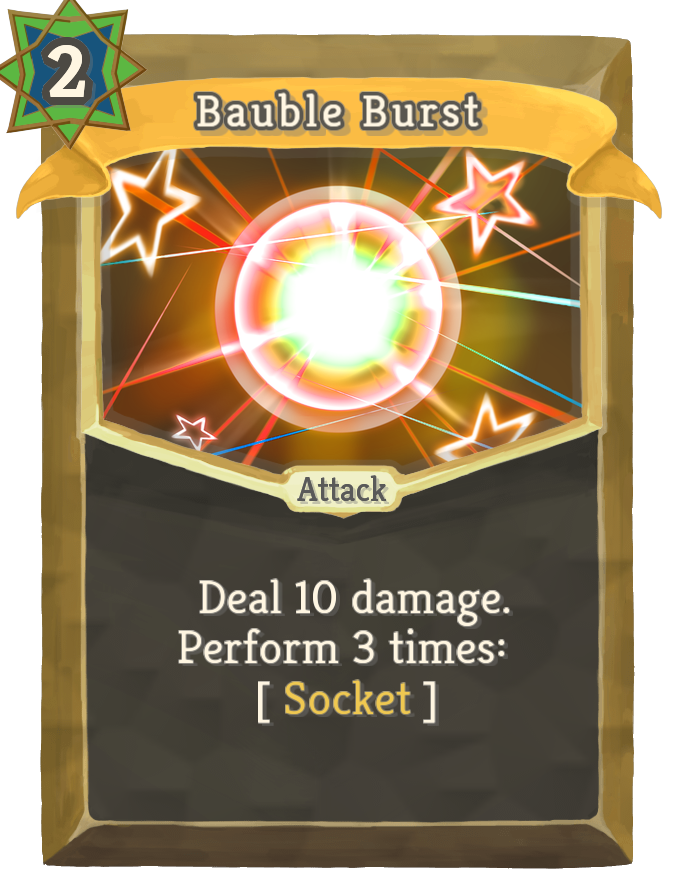 2
Bauble Burst
Attack
Deal 10 damage.
Perform 3 times:
[ Socket ]